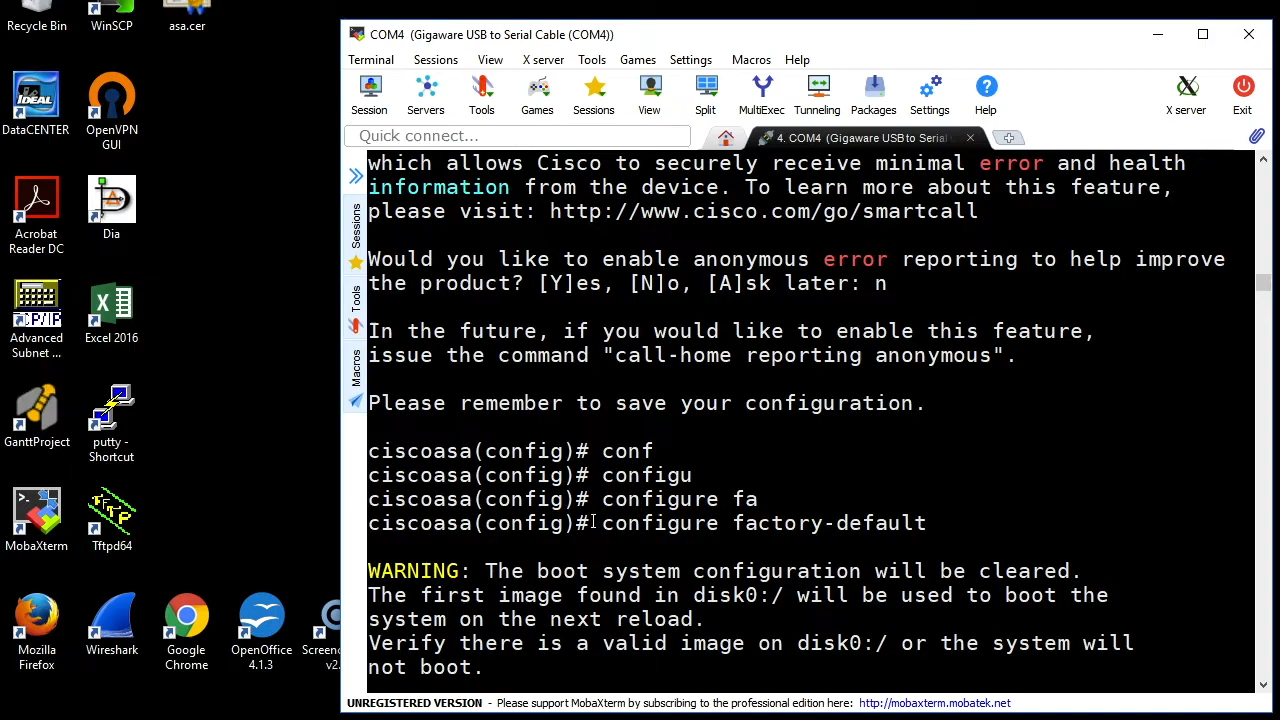 Recycle Bin
WinSCP
asa.cer
IDEAL
DataCENTER
OpenVPN
GUI
Acrobat
Reader DC
Dia
CP/IP
Advanced
Subnet ...
Excel 2016
GanttProject
putty -
Shortcut
MobaXterm
TFTP
Tftpd64
Mozilla
Firefox
Wireshark
Google
Chrome
OpenOffice
4.1.3
Screenc
v2.
COM4 (Gigaware USB to Serial Cable (COM4))
Terminal Sessions View X server Tools Games Settings Macros Help
Session Servers Tools Games Sessions View Split MultiExec Tunneling Packages Settings Help X server Exit
Quick connect...
4. COM4 (Gigaware USB to Serial
Sessions
Tools
Macros
which allows Cisco to securely receive minimal error and health
information from the device. To learn more about this feature,
please visit: http://www.cisco.com/go/smartcall
Would you like to enable anonymous error reporting to help improve
the product? [Y]es, [N]o, [A]sk later: n
In the future, if you would like to enable this feature,
issue the command "call-home reporting anonymous".
Please remember to save your configuration.
ciscoasa(config)# conf
ciscoasa(config)# configu
ciscoasa(config)# configure fa
ciscoasa(config)# configure factory-default
WARNING: The boot system configuration will be cleared.
The first image found in disk0:/ will be used to boot the
system on the next reload.
Verify there is a valid image on disk0:/ or the system will
not boot.
UNREGISTERED VERSION - Please support MobaXterm by subscribing to the professional edition here: http://mobaxterm.mobatek.net